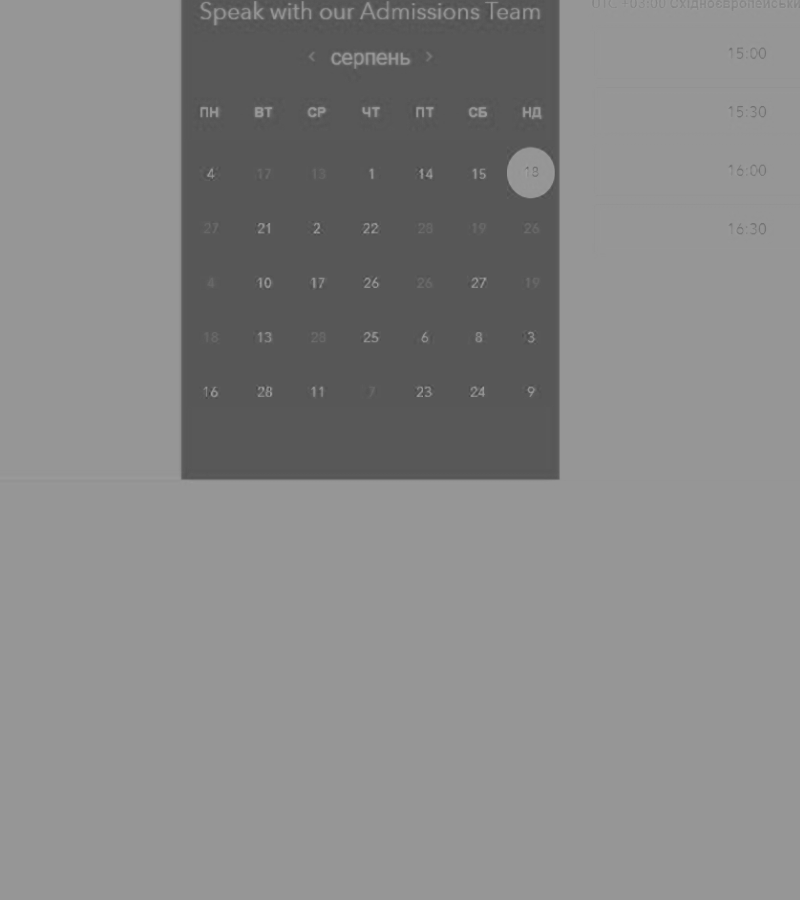 Speak with our Admissions Team
UTC +03:00 Східноєвропейськи
‹ серпень ›
15:00
ПН ВТ СР ЧТ ПТ СБ НД
15:30
4 17 13 1 14 15 18
16:00
27 21 2 22 28 19 26
16:30
4 10 17 26 26 27 19
18 13 28 25 6 8 3
16 28 11 7 23 24 9